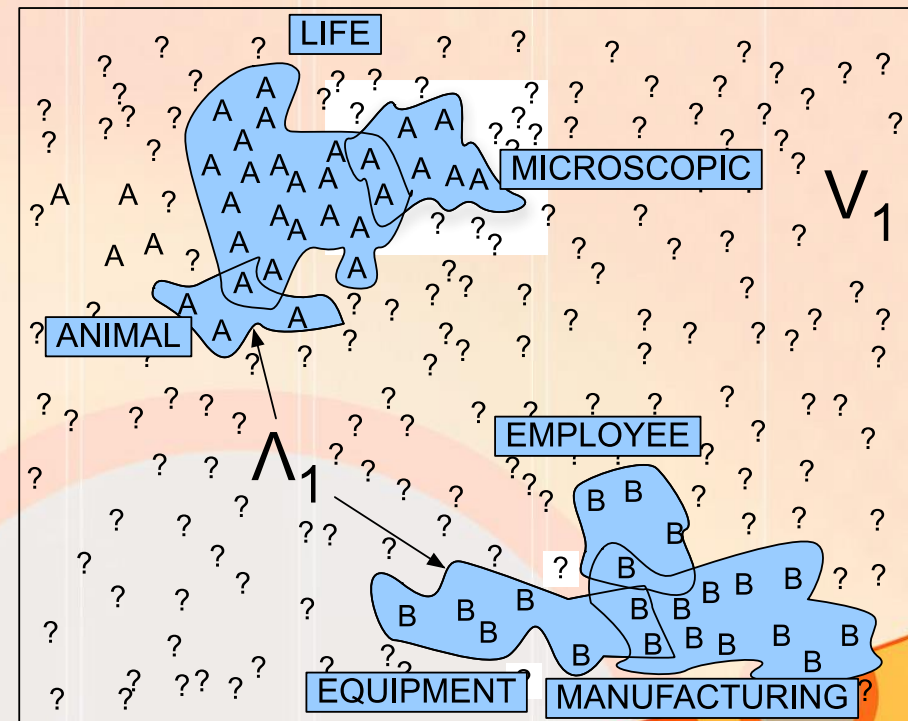 LIFE
MICROSCOPIC
V1
ANIMAL
Λ1
EMPLOYEE
EQUIPMENT
MANUFACTURING